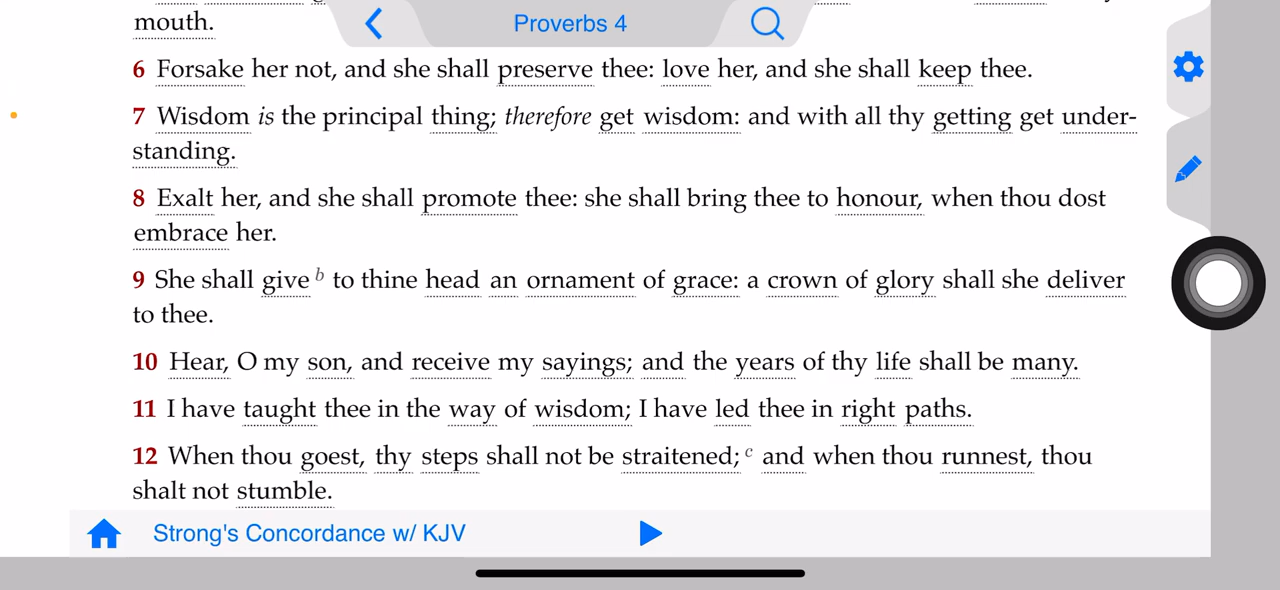 Proverbs 4
mouth.
6 Forsake her not, and she shall preserve thee: love her, and she shall keep thee.
7 Wisdom is the principal thing; therefore get wisdom: and with all thy getting get under-
standing.
8 Exalt her, and she shall promote thee: she shall bring thee to honour, when thou dost
embrace her.
9 She shall give b to thine head an ornament of grace: a crown of glory shall she deliver
to thee.
10 Hear, O my son, and receive my sayings; and the years of thy life shall be many.
11 I have taught thee in the way of wisdom; I have led thee in right paths.
12 When thou goest, thy steps shall not be straitened; c and when thou runnest, thou
shalt not stumble.
Strong's Concordance w/ KJV